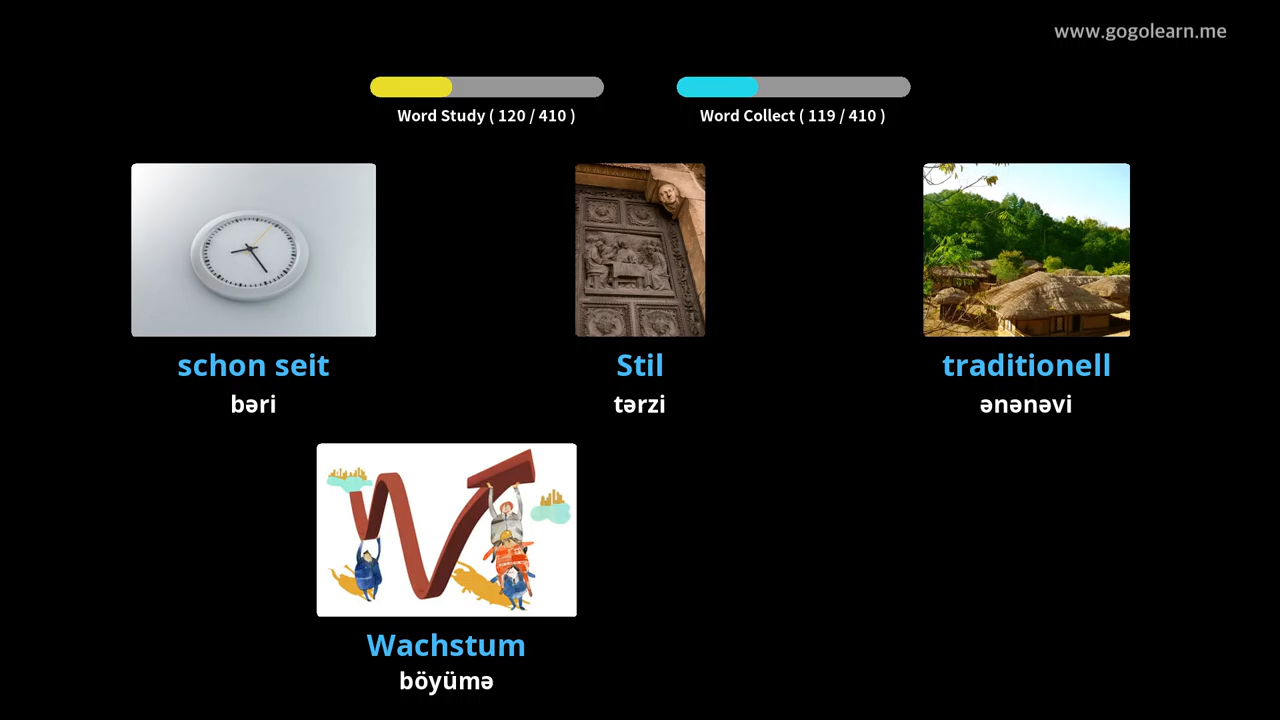 www.gogolearn.me
Word Study ( 120 / 410 )
Word Collect ( 119 / 410 )
schon seit
bəri
Stil
tərzi
traditionell
ənənəvi
Wachstum
böyümə